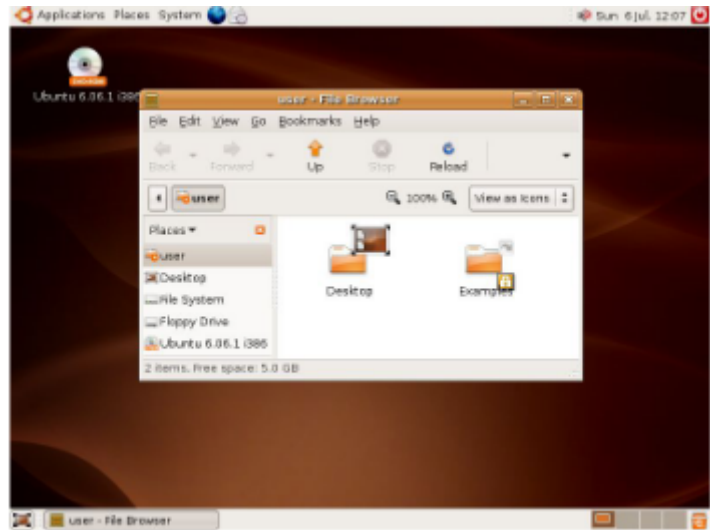 Applications Places System
Sun 6 Jul, 12:07
Ubuntu 6.06.1 i386
user - File Browser
File Edit View Go Bookmarks Help
Back Forward Up Stop Reload
user 100% View as Icons
Places
user
Desktop
File System
Floppy Drive
Ubuntu 6.06.1 i386
Desktop
Examples
2 items, Free space: 5.0 GB
user - File Browser